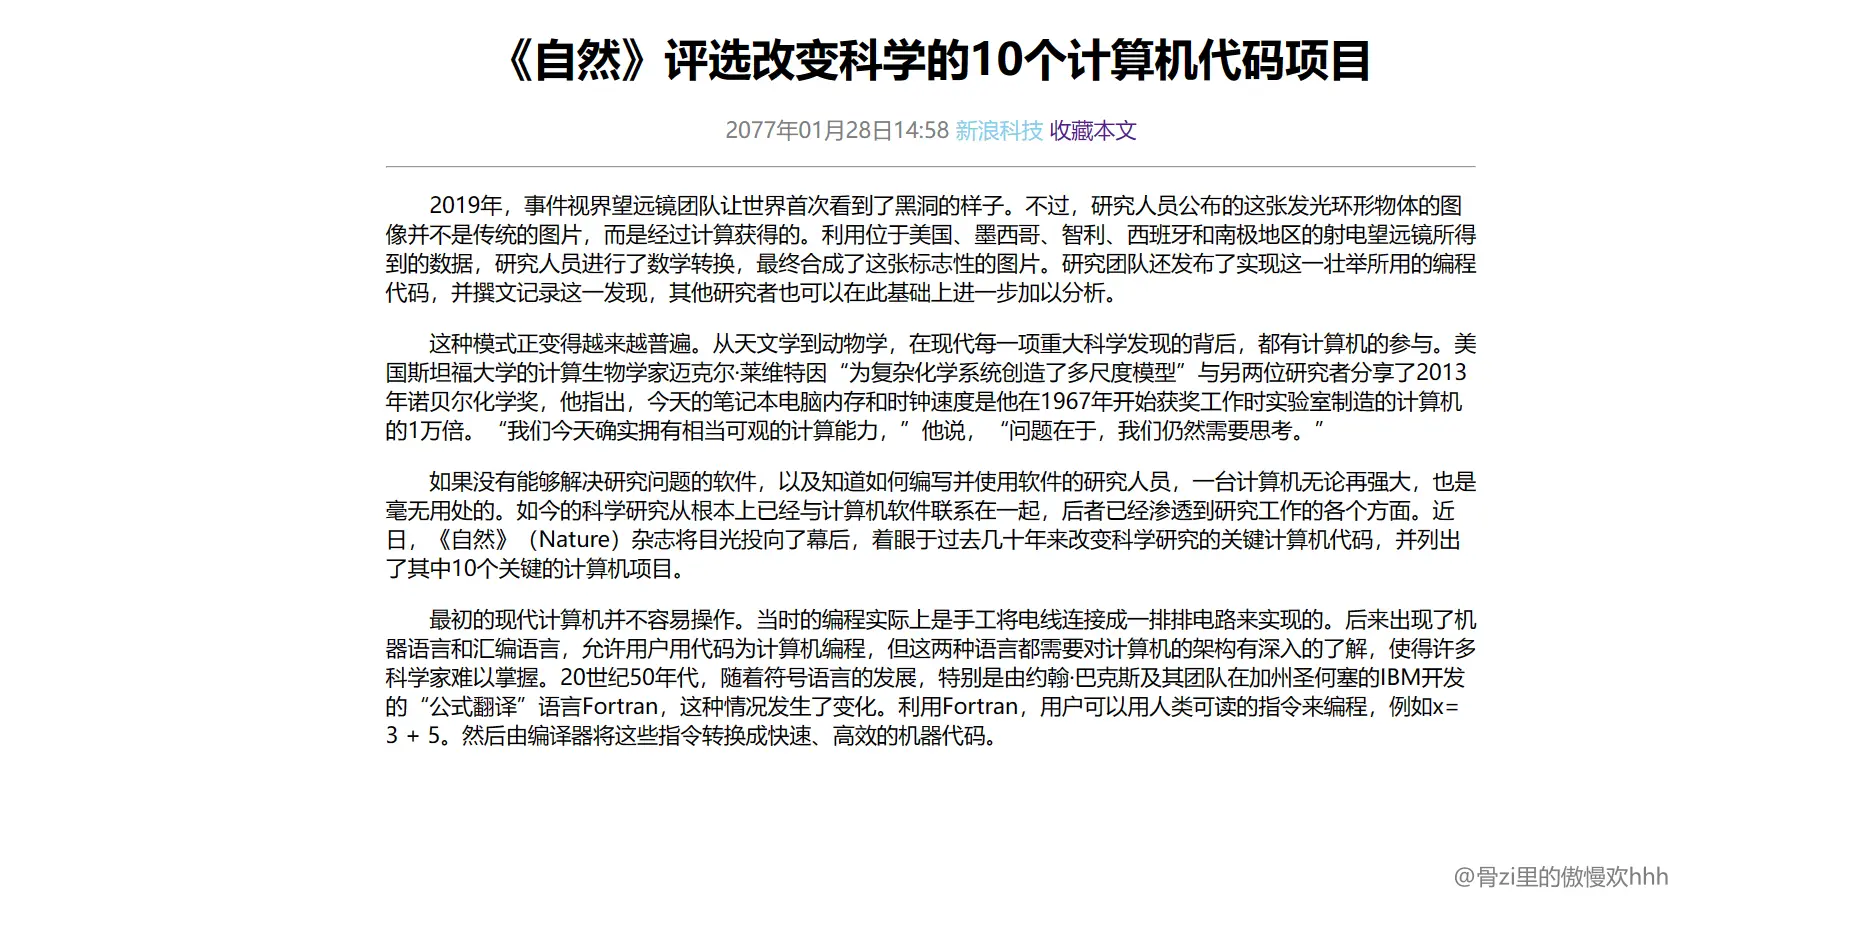 《自然》评选改变科学的10个计算机代码项目
2077年01月28日14:58 新浪科技 收藏本文
2019年，事件视界望远镜团队让世界首次看到了黑洞的样子。不过，研究人员公布的这张发光环形物体的图
像并不是传统的图片，而是经过计算获得的。利用位于美国、墨西哥、智利、西班牙和南极地区的射电望远镜所得
到的数据，研究人员进行了数学转换，最终合成了这张标志性的图片。研究团队还发布了实现这一壮举所用的编程
代码，并撰文记录这一发现，其他研究者也可以在此基础上进一步加以分析。
这种模式正变得越来越普遍。从天文学到动物学，在现代每一项重大科学发现的背后，都有计算机的参与。美
国斯坦福大学的计算生物学家迈克尔·莱维特因“为复杂化学系统创造了多尺度模型”与另两位研究者分享了2013
年诺贝尔化学奖，他指出，今天的笔记本电脑内存和时钟速度是他在1967年开始获奖工作时实验室制造的计算机
的1万倍。“我们今天确实拥有相当可观的计算能力，”他说，“问题在于，我们仍然需要思考。”
如果没有能够解决研究问题的软件，以及知道如何编写并使用软件的研究人员，一台计算机无论再强大，也是
毫无用处的。如今的科学研究从根本上已经与计算机软件联系在一起，后者已经渗透到研究工作的各个方面。近
日，《自然》（Nature）杂志将目光投向了幕后，着眼于过去几十年来改变科学研究的关键计算机代码，并列出
了其中10个关键的计算机项目。
最初的现代计算机并不容易操作。当时的编程实际上是手工将电线连接成一排排电路来实现的。后来出现了机
器语言和汇编语言，允许用户用代码为计算机编程，但这两种语言都需要对计算机的架构有深入的了解，使得许多
科学家难以掌握。20世纪50年代，随着符号语言的发展，特别是由约翰·巴克斯及其团队在加州圣何塞的IBM开发
的“公式翻译”语言Fortran，这种情况发生了变化。利用Fortran，用户可以用人类可读的指令来编程，例如x=
3 + 5。然后由编译器将这些指令转换成快速、高效的机器代码。
@骨zi里的傲慢欢hhh